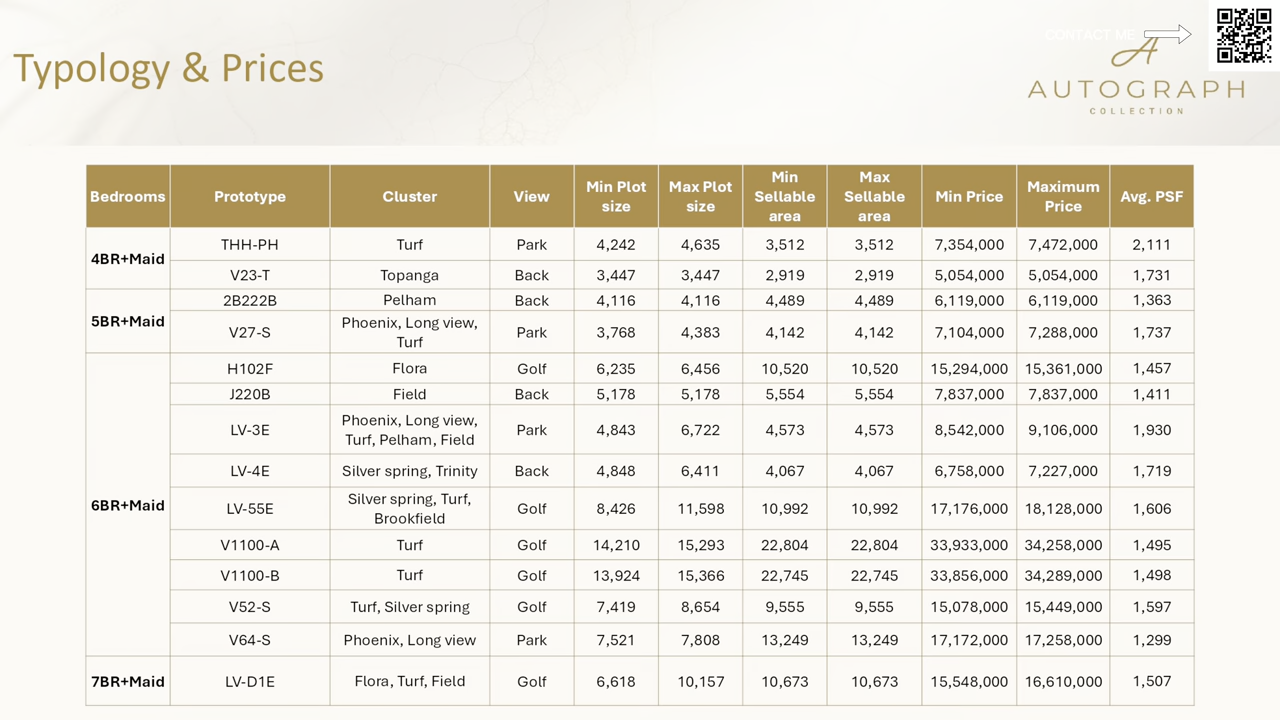 CONTACT ME
Typology & Prices
A
AUTOGRAPH
COLLECTION
Bedrooms Prototype Cluster View Min Plot size Max Plot size Min Sellable area Max Sellable area Min Price Maximum Price Avg. PSF
4BR+Maid THH-PH Turf Park 4,242 4,635 3,512 3,512 7,354,000 7,472,000 2,111
V23-T Topanga Back 3,447 3,447 2,919 2,919 5,054,000 5,054,000 1,731
5BR+Maid 2B222B Pelham Back 4,116 4,116 4,489 4,489 6,119,000 6,119,000 1,363
V27-S Phoenix, Long view, Turf Park 3,768 4,383 4,142 4,142 7,104,000 7,288,000 1,737
6BR+Maid H102F Flora Golf 6,235 6,456 10,520 10,520 15,294,000 15,361,000 1,457
J220B Field Back 5,178 5,178 5,554 5,554 7,837,000 7,837,000 1,411
LV-3E Phoenix, Long view, Turf, Pelham, Field Park 4,843 6,722 4,573 4,573 8,542,000 9,106,000 1,930
LV-4E Silver spring, Trinity Back 4,848 6,411 4,067 4,067 6,758,000 7,227,000 1,719
LV-55E Silver spring, Turf, Brookfield Golf 8,426 11,598 10,992 10,992 17,176,000 18,128,000 1,606
V1100-A Turf Golf 14,210 15,293 22,804 22,804 33,933,000 34,258,000 1,495
V1100-B Turf Golf 13,924 15,366 22,745 22,745 33,856,000 34,289,000 1,498
V52-S Turf, Silver spring Golf 7,419 8,654 9,555 9,555 15,078,000 15,449,000 1,597
V64-S Phoenix, Long view Park 7,521 7,808 13,249 13,249 17,172,000 17,258,000 1,299
7BR+Maid LV-D1E Flora, Turf, Field Golf 6,618 10,157 10,673 10,673 15,548,000 16,610,000 1,507